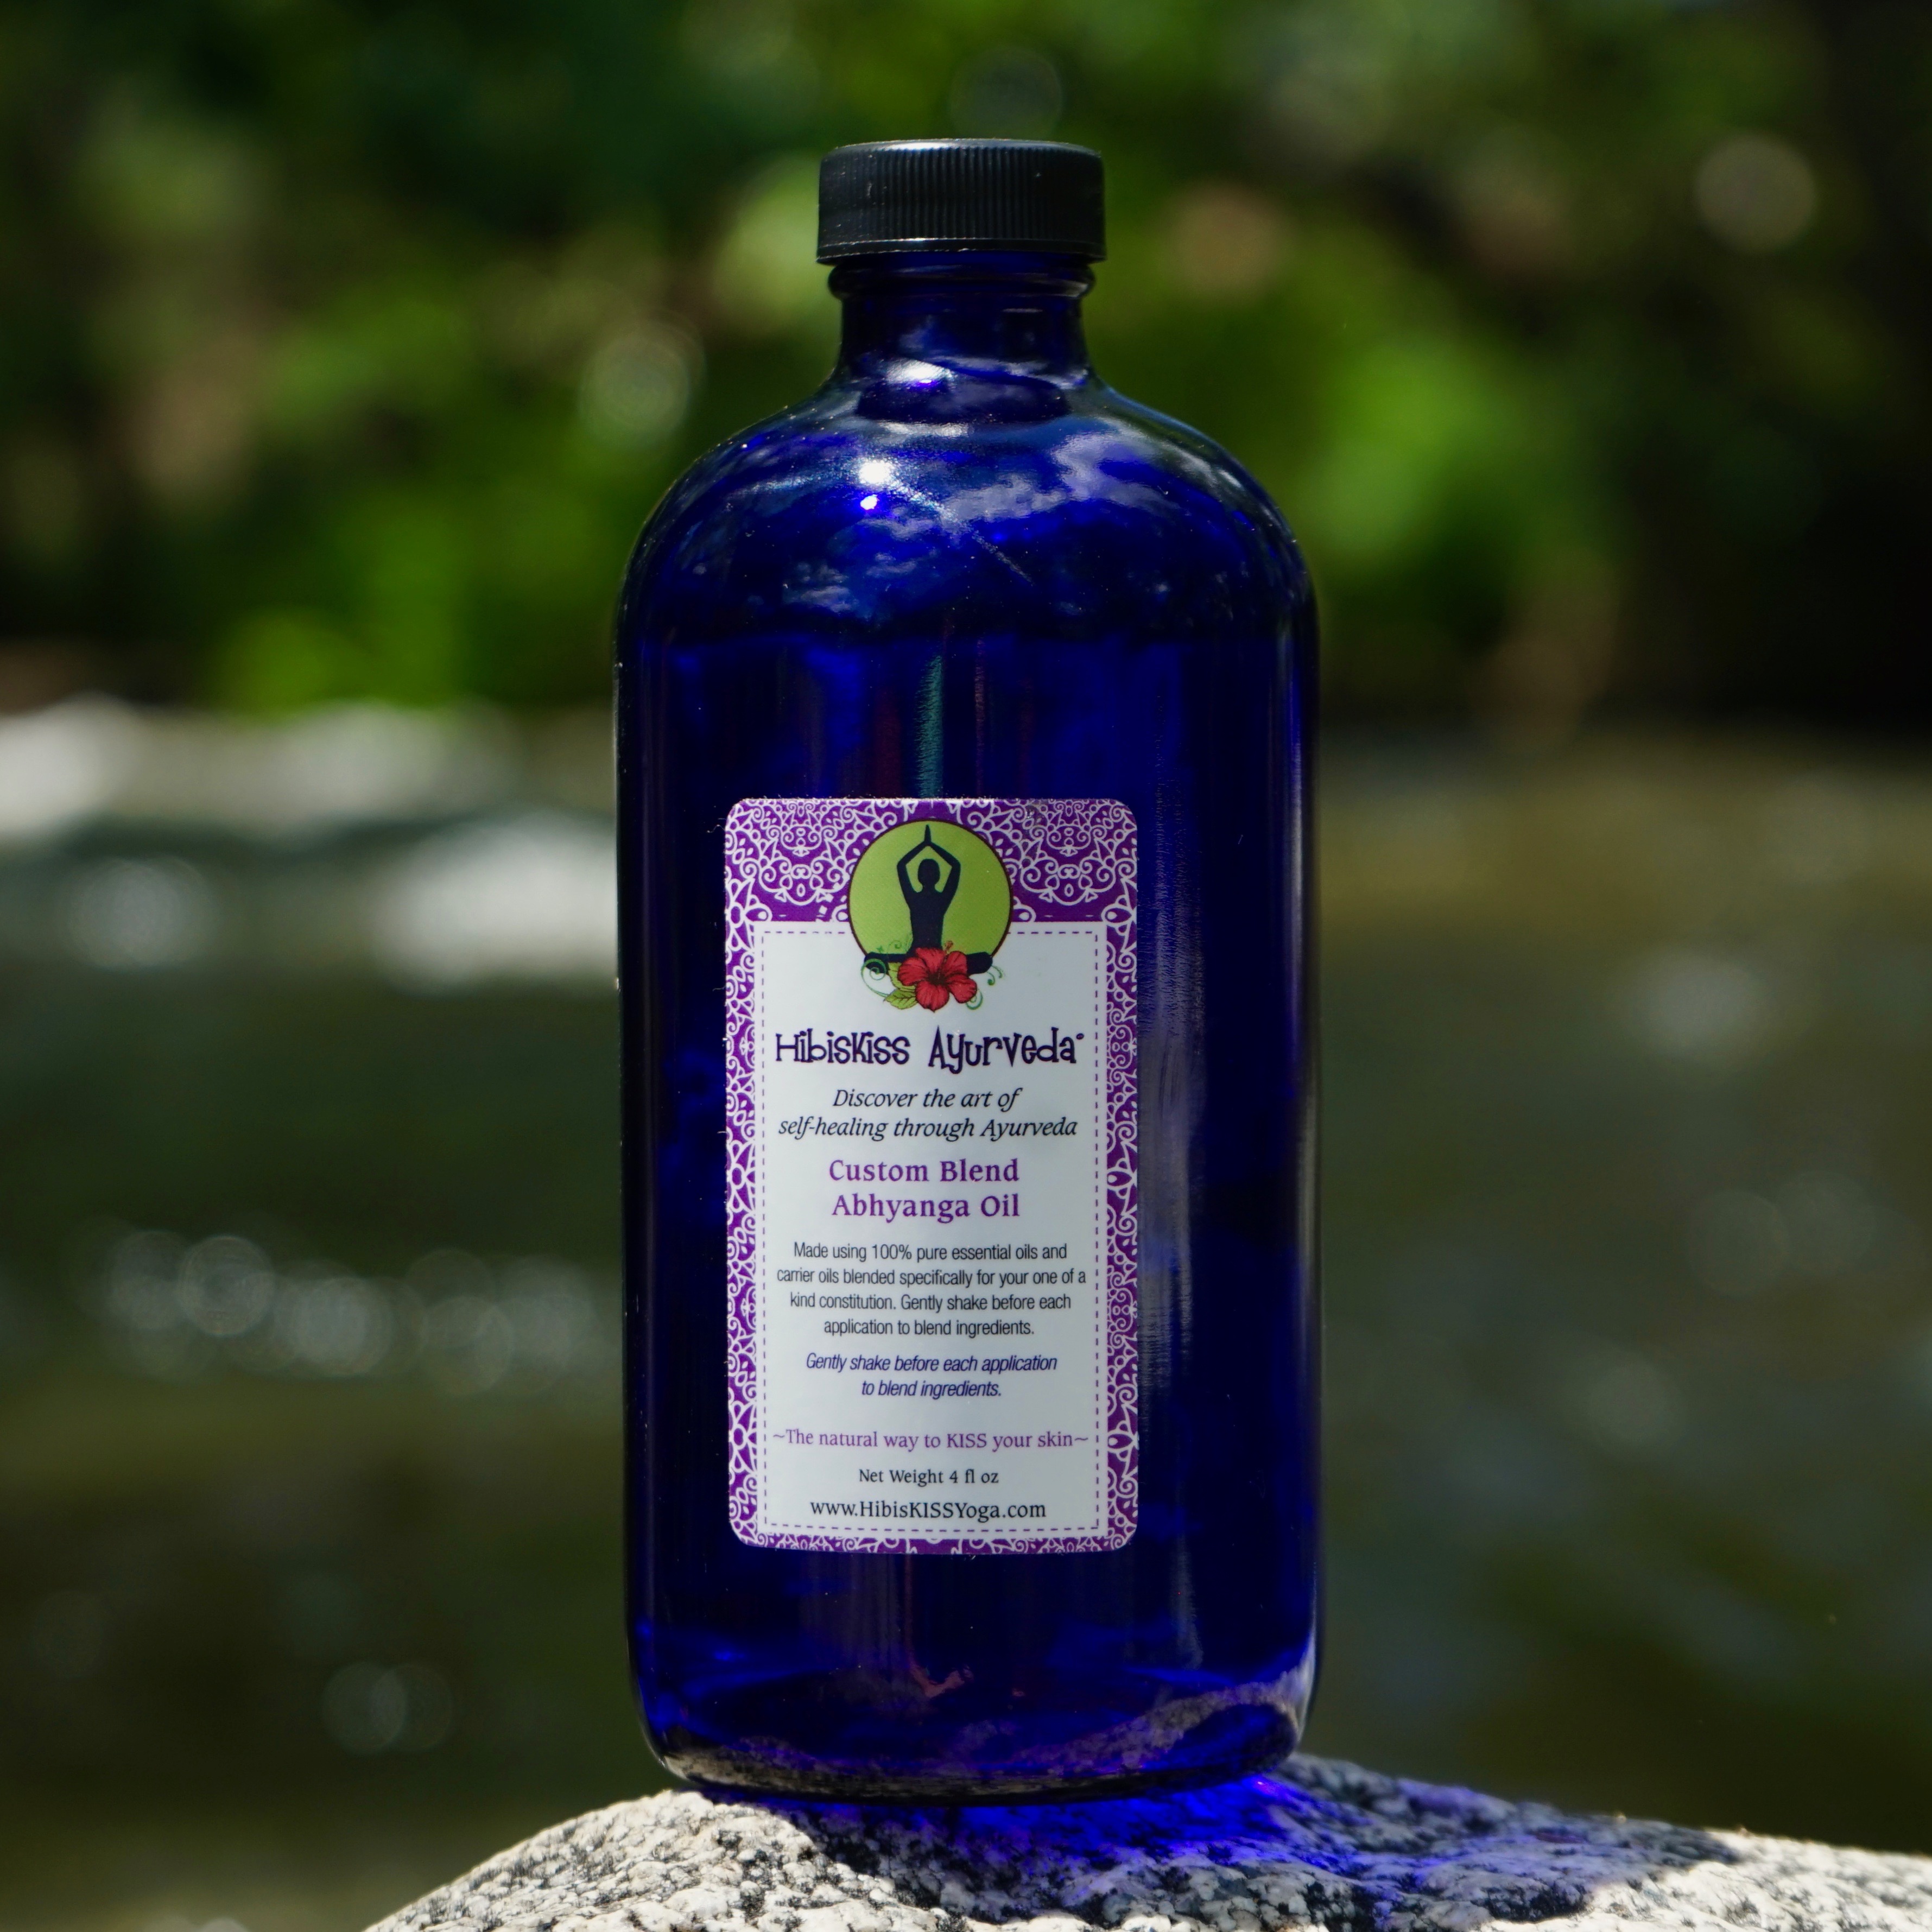 HibisKiss Ayurveda®
Discover the art of
self-healing through Ayurveda
Custom Blend
Abhyanga Oil
Made using 100% pure essential oils and
carrier oils blended specifically for your one of a
kind constitution. Gently shake before each
application to blend ingredients.
Gently shake before each application
to blend ingredients.
~The natural way to KISS your skin~
Net Weight 4 fl oz
www.HibisKISSYoga.com